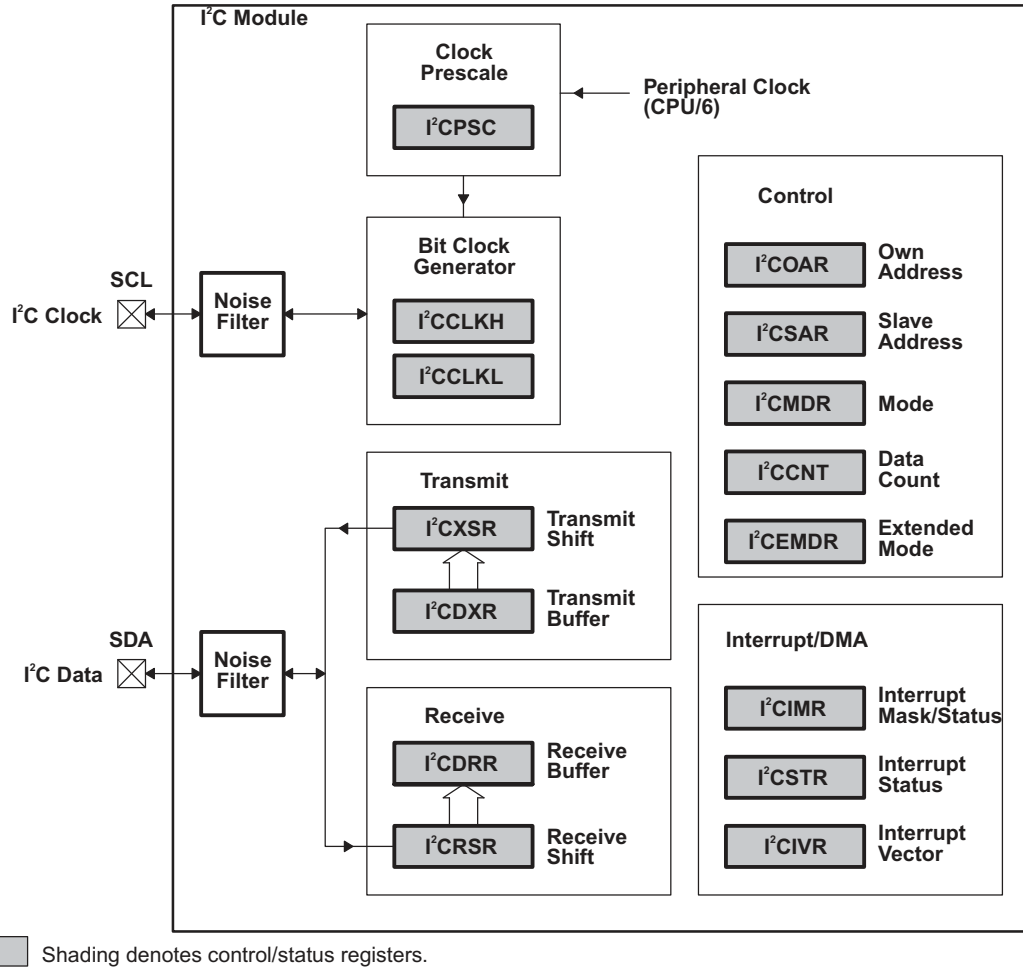 I²C Module
Clock
Prescale
I²CPSC
Peripheral Clock
(CPU/6)
Bit Clock
Generator
I²CCLKH
I²CCLKL
SCL
I²C Clock
Noise
Filter
Control
I²COAR
Own
Address
I²CSAR
Slave
Address
I²CMDR
Mode
I²CCNT
Data
Count
I²CEMDR
Extended
Mode
Transmit
I²CXSR
Transmit
Shift
I²CDXR
Transmit
Buffer
SDA
I²C Data
Noise
Filter
Receive
I²CDRR
Receive
Buffer
I²CRSR
Receive
Shift
Interrupt/DMA
I²CIMR
Interrupt
Mask/Status
I²CSTR
Interrupt
Status
I²CIVR
Interrupt
Vector
Shading denotes control/status registers.